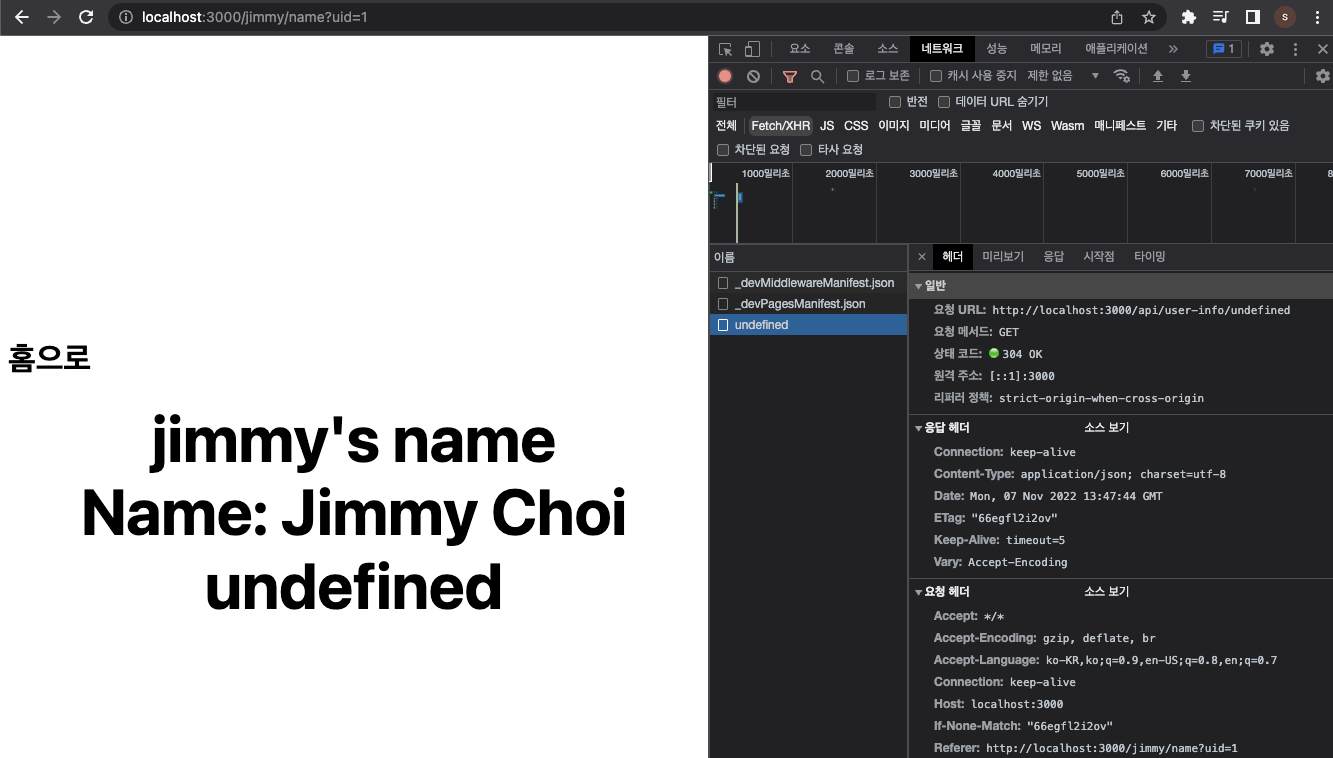 localhost:3000/jimmy/name?uid=1
S
요소 콘솔 소스 네트워크 성능 메모리 애플리케이션 » 1
로그 보존 캐시 사용 중지 제한 없음
필터 반전 데이터 URL 숨기기
전체 Fetch/XHR JS CSS 이미지 미디어 글꼴 문서 WS Wasm 매니페스트 기타 차단된 쿠키 있음
차단된 요청 타사 요청
1000밀리초 2000밀리초 3000밀리초 4000밀리초 5000밀리초 6000밀리초 7000밀리초 8
이름
_devMiddlewareManifest.json
_devPagesManifest.json
undefined
헤더 미리보기 응답 시작점 타이밍
일반
요청 URL: http://localhost:3000/api/user-info/undefined
요청 메서드: GET
상태 코드: 304 OK
원격 주소: [::1]:3000
리퍼러 정책: strict-origin-when-cross-origin
응답 헤더 소스 보기
Connection: keep-alive
Content-Type: application/json; charset=utf-8
Date: Mon, 07 Nov 2022 13:47:44 GMT
ETag: "66egfl2i2ov"
Keep-Alive: timeout=5
Vary: Accept-Encoding
요청 헤더 소스 보기
Accept: */*
Accept-Encoding: gzip, deflate, br
Accept-Language: ko-KR,ko;q=0.9,en-US;q=0.8,en;q=0.7
Connection: keep-alive
Host: localhost:3000
If-None-Match: "66egfl2i2ov"
Referer: http://localhost:3000/jimmy/name?uid=1
홈으로
jimmy's name
Name: Jimmy Choi
undefined